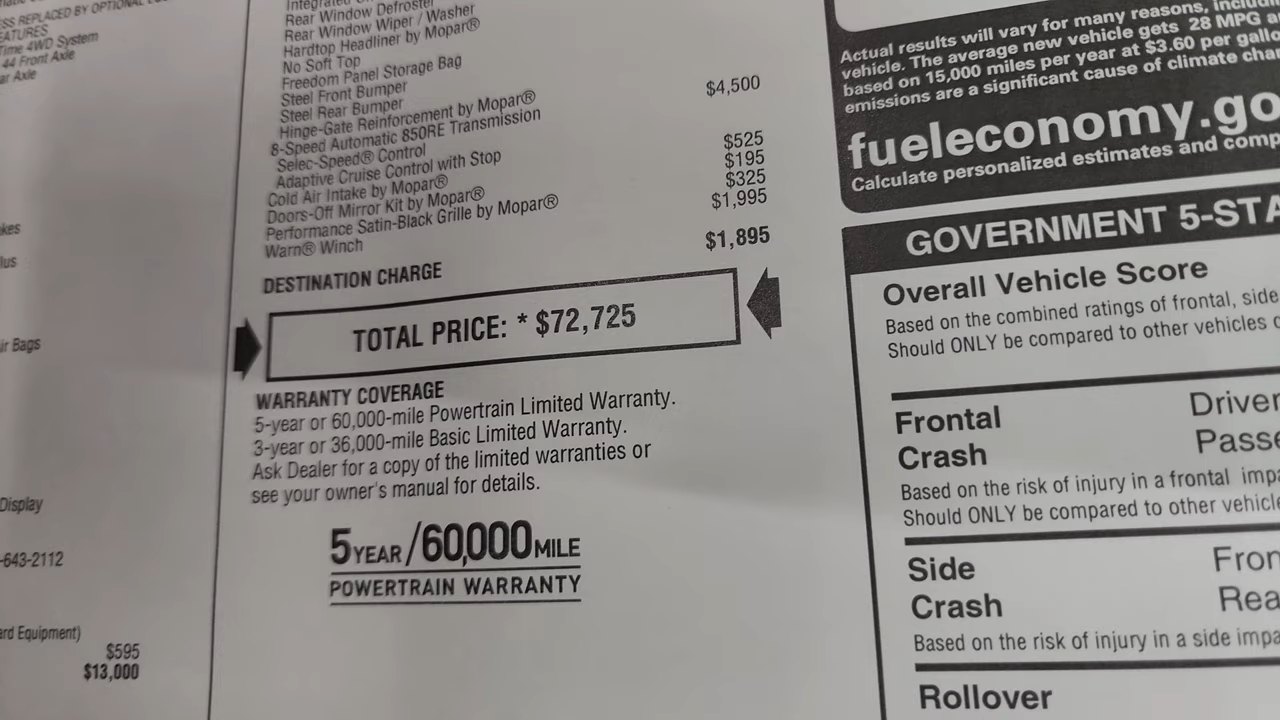 SS REPLACED BY OPTIONAL
EATURES
Time 4WD System
44 Front Axle
ar Axle
kes
lus
ir Bags
Display
-643-2112
ard Equipment)
$595
$13,000
Integrated
Rear Window Defroster
Rear Window Wiper / Washer
Hardtop Headliner by Mopar®
No Soft Top
Freedom Panel Storage Bag
Steel Front Bumper
Steel Rear Bumper
Hinge-Gate Reinforcement by Mopar®
8-Speed Automatic 850RE Transmission $4,500
Selec-Speed® Control
Adaptive Cruise Control with Stop
Cold Air Intake by Mopar® $525
Doors-Off Mirror Kit by Mopar® $195
Performance Satin-Black Grille by Mopar® $325
Warn® Winch $1,995
DESTINATION CHARGE $1,895
TOTAL PRICE: * $72,725
WARRANTY COVERAGE
5-year or 60,000-mile Powertrain Limited Warranty.
3-year or 36,000-mile Basic Limited Warranty.
Ask Dealer for a copy of the limited warranties or
see your owner's manual for details.
5 YEAR/60,000 MILE
POWERTRAIN WARRANTY
Actual results will vary for many reasons, includi
vehicle. The average new vehicle gets 28 MPG a
based on 15,000 miles per year at $3.60 per gallo
emissions are a significant cause of climate cha
fueleconomy.go
Calculate personalized estimates and comp
GOVERNMENT 5-STA
Overall Vehicle Score
Based on the combined ratings of frontal, side
Should ONLY be compared to other vehicles o
Frontal Driver
Crash Passe
Based on the risk of injury in a frontal impa
Should ONLY be compared to other vehicle
Side Fron
Crash Rea
Based on the risk of injury in a side impa
Rollover